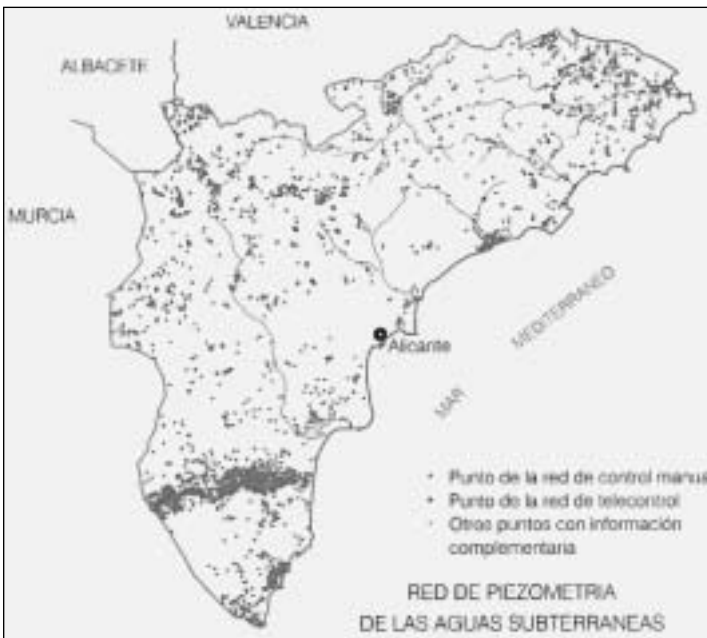 VALENCIA
ALBACETE
MURCIA
Alicante
MAR MEDITERRANEO
Punto de la red de control manual
Punto de la red de telecontrol
Otros puntos con información
complementaria
RED DE PIEZOMETRIA
DE LAS AGUAS SUBTERRANEAS